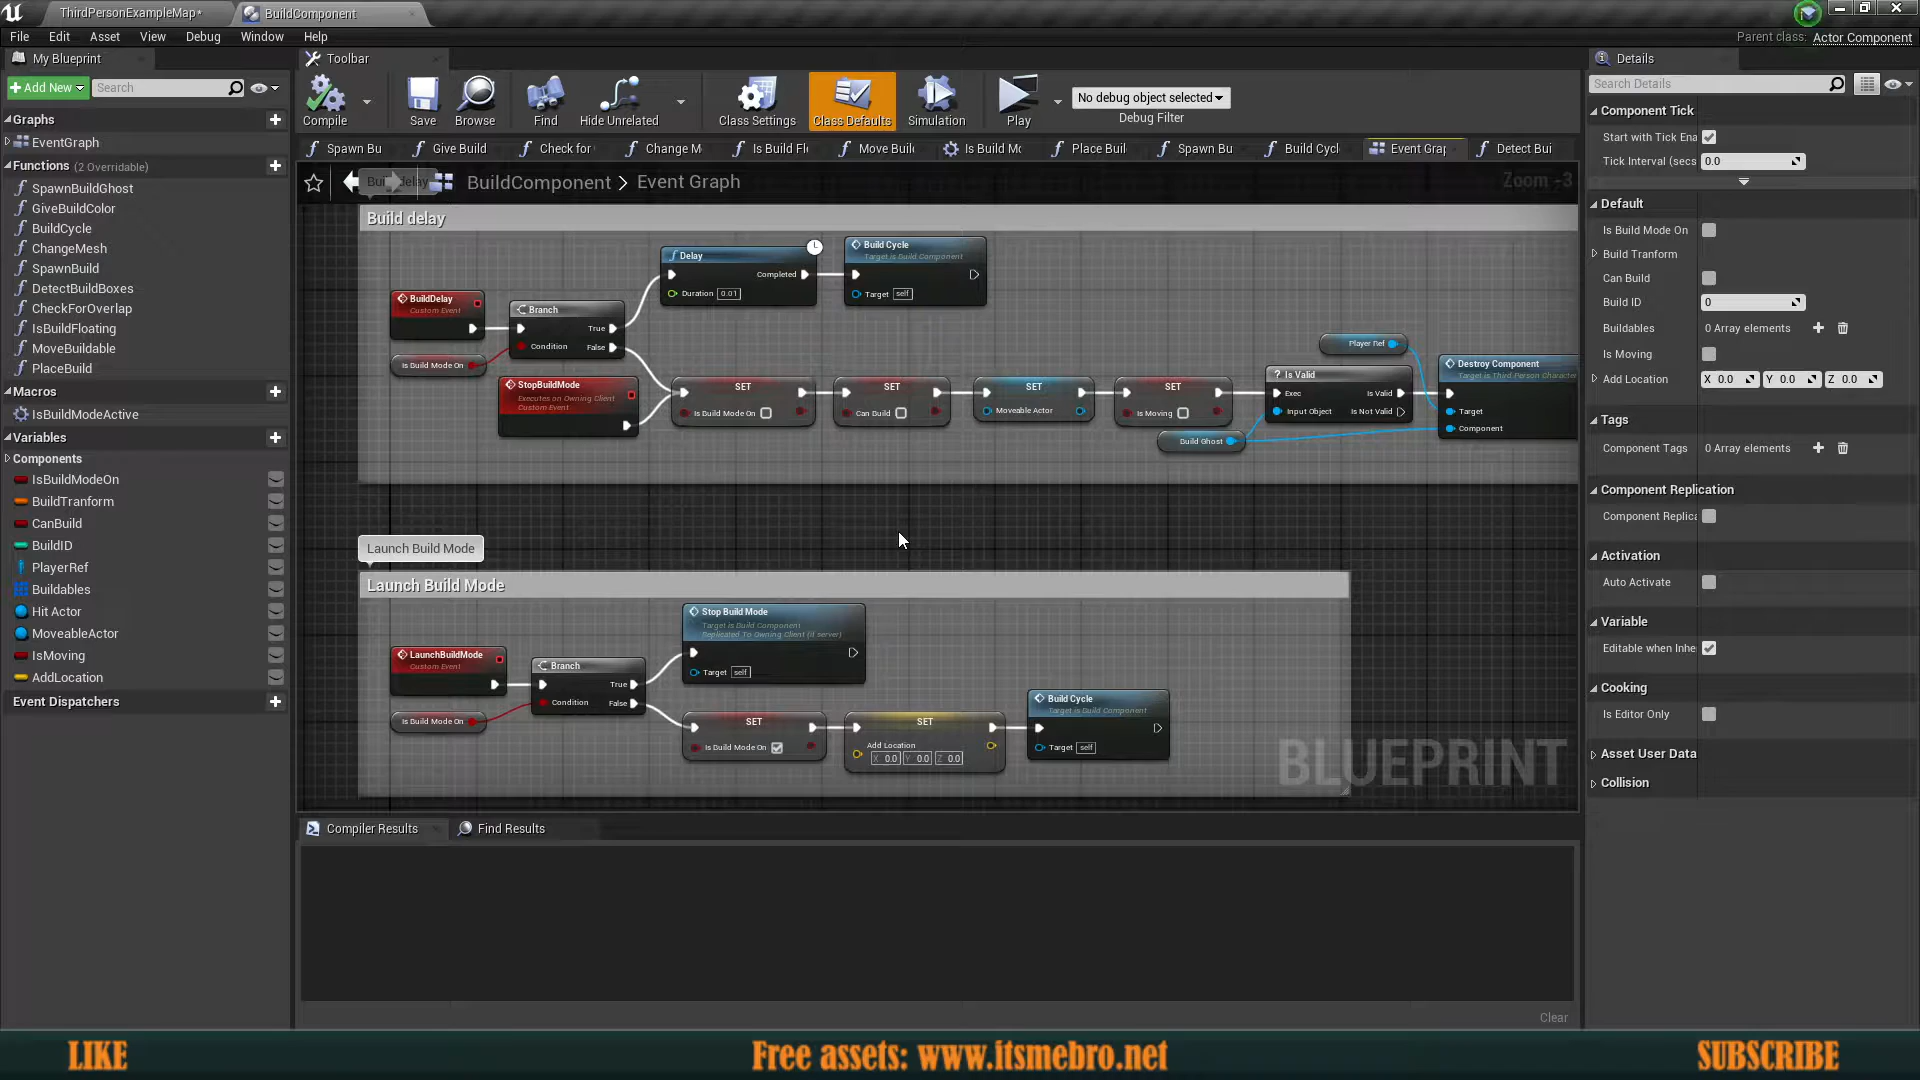 ThirdPersonExampleMap*
BuildComponent
File Edit Asset View Debug Window Help
Parent class: Actor Component
My Blueprint
Toolbar
Details
Add New
Search
Compile
Save
Browse
Find
Hide Unrelated
Class Settings
Class Defaults
Simulation
Play
No debug object selected
Debug Filter
Search Details
Graphs
EventGraph
Functions (2 Overridable)
SpawnBuildGhost
GiveBuildColor
BuildCycle
ChangeMesh
SpawnBuild
DetectBuildBoxes
CheckForOverlap
IsBuildFloating
MoveBuildable
PlaceBuild
Macros
IsBuildModeActive
Variables
Components
IsBuildModeOn
BuildTranform
CanBuild
BuildID
PlayerRef
Buildables
Hit Actor
MoveableActor
IsMoving
AddLocation
Event Dispatchers
Spawn Bu
Give Build
Check for
Change M
Is Build Fl
Move Buil
Is Build M
Place Buil
Spawn Bu
Build Cycl
Event Grap
Detect Bui
Build delay
BuildComponent > Event Graph
Zoom -3
Build delay
Delay
Completed
Duration 0.01
Build Cycle
Target is Build Component
Target self
BuildDelay
Custom Event
Is Build Mode On
Branch
True
Condition False
StopBuildMode
Executes on Owning Client
Custom Event
SET
Is Build Mode On
SET
Can Build
SET
Moveable Actor
SET
Is Moving
Player Ref
Build Ghost
? Is Valid
Exec Is Valid
Input Object Is Not Valid
Destroy Component
Target is Third Person Character
Target
Component
Launch Build Mode
Launch Build Mode
Stop Build Mode
Target is Build Component
Replicated To Owning Client (if server)
Target self
LaunchBuildMode
Custom Event
Is Build Mode On
Branch
True
Condition False
SET
Is Build Mode On
SET
Add Location
X 0.0 Y 0.0 Z 0.0
Build Cycle
Target is Build Component
Target self
BLUEPRINT
Compiler Results
Find Results
Clear
Component Tick
Start with Tick Ena
Tick Interval (secs 0.0
Default
Is Build Mode On
Build Tranform
Can Build
Build ID 0
Buildables 0 Array elements
Is Moving
Add Location X 0.0 Y 0.0 Z 0.0
Tags
Component Tags 0 Array elements
Component Replication
Component Replica
Activation
Auto Activate
Variable
Editable when Inhe
Cooking
Is Editor Only
Asset User Data
Collision
LIKE
Free assets: www.itsmebro.net
SUBSCRIBE